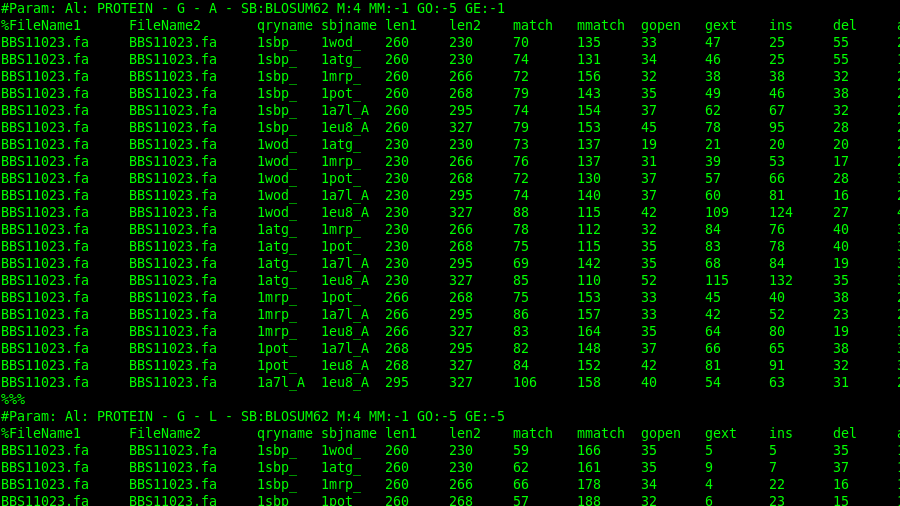 #Param: Al: PROTEIN - G - A - SB:BLOSUM62 M:4 MM:-1 GO:-5 GE:-1
%FileName1 FileName2 qryname sbjname len1 len2 match mmatch gopen gext ins del
BBS11023.fa BBS11023.fa 1sbp_ 1wod_ 260 230 70 135 33 47 25 55
BBS11023.fa BBS11023.fa 1sbp_ 1atg_ 260 230 74 131 34 46 25 55
BBS11023.fa BBS11023.fa 1sbp_ 1mrp_ 260 266 72 156 32 38 38 32
BBS11023.fa BBS11023.fa 1sbp_ 1pot_ 260 268 79 143 35 49 46 38
BBS11023.fa BBS11023.fa 1sbp_ 1a7l_A 260 295 74 154 37 62 67 32
BBS11023.fa BBS11023.fa 1sbp_ 1eu8_A 260 327 79 153 45 78 95 28
BBS11023.fa BBS11023.fa 1wod_ 1atg_ 230 230 73 137 19 21 20 20
BBS11023.fa BBS11023.fa 1wod_ 1mrp_ 230 266 76 137 31 39 53 17
BBS11023.fa BBS11023.fa 1wod_ 1pot_ 230 268 72 130 37 57 66 28
BBS11023.fa BBS11023.fa 1wod_ 1a7l_A 230 295 74 140 37 60 81 16
BBS11023.fa BBS11023.fa 1wod_ 1eu8_A 230 327 88 115 42 109 124 27
BBS11023.fa BBS11023.fa 1atg_ 1mrp_ 230 266 78 112 32 84 76 40
BBS11023.fa BBS11023.fa 1atg_ 1pot_ 230 268 75 115 35 83 78 40
BBS11023.fa BBS11023.fa 1atg_ 1a7l_A 230 295 69 142 35 68 84 19
BBS11023.fa BBS11023.fa 1atg_ 1eu8_A 230 327 85 110 52 115 132 35
BBS11023.fa BBS11023.fa 1mrp_ 1pot_ 266 268 75 153 33 45 40 38
BBS11023.fa BBS11023.fa 1mrp_ 1a7l_A 266 295 86 157 33 42 52 23
BBS11023.fa BBS11023.fa 1mrp_ 1eu8_A 266 327 83 164 35 64 80 19
BBS11023.fa BBS11023.fa 1pot_ 1a7l_A 268 295 82 148 37 66 65 38
BBS11023.fa BBS11023.fa 1pot_ 1eu8_A 268 327 84 152 42 81 91 32
BBS11023.fa BBS11023.fa 1a7l_A 1eu8_A 295 327 106 158 40 54 63 31
%%%
#Param: Al: PROTEIN - G - L - SB:BLOSUM62 M:4 MM:-1 GO:-5 GE:-5
%FileName1 FileName2 qryname sbjname len1 len2 match mmatch gopen gext ins del
BBS11023.fa BBS11023.fa 1sbp_ 1wod_ 260 230 59 166 35 5 5 35
BBS11023.fa BBS11023.fa 1sbp_ 1atg_ 260 230 62 161 35 9 7 37
BBS11023.fa BBS11023.fa 1sbp_ 1mrp_ 260 266 66 178 34 4 22 16
BBS11023.fa BBS11023.fa 1sbp_ 1pot_ 260 268 57 188 32 6 23 15